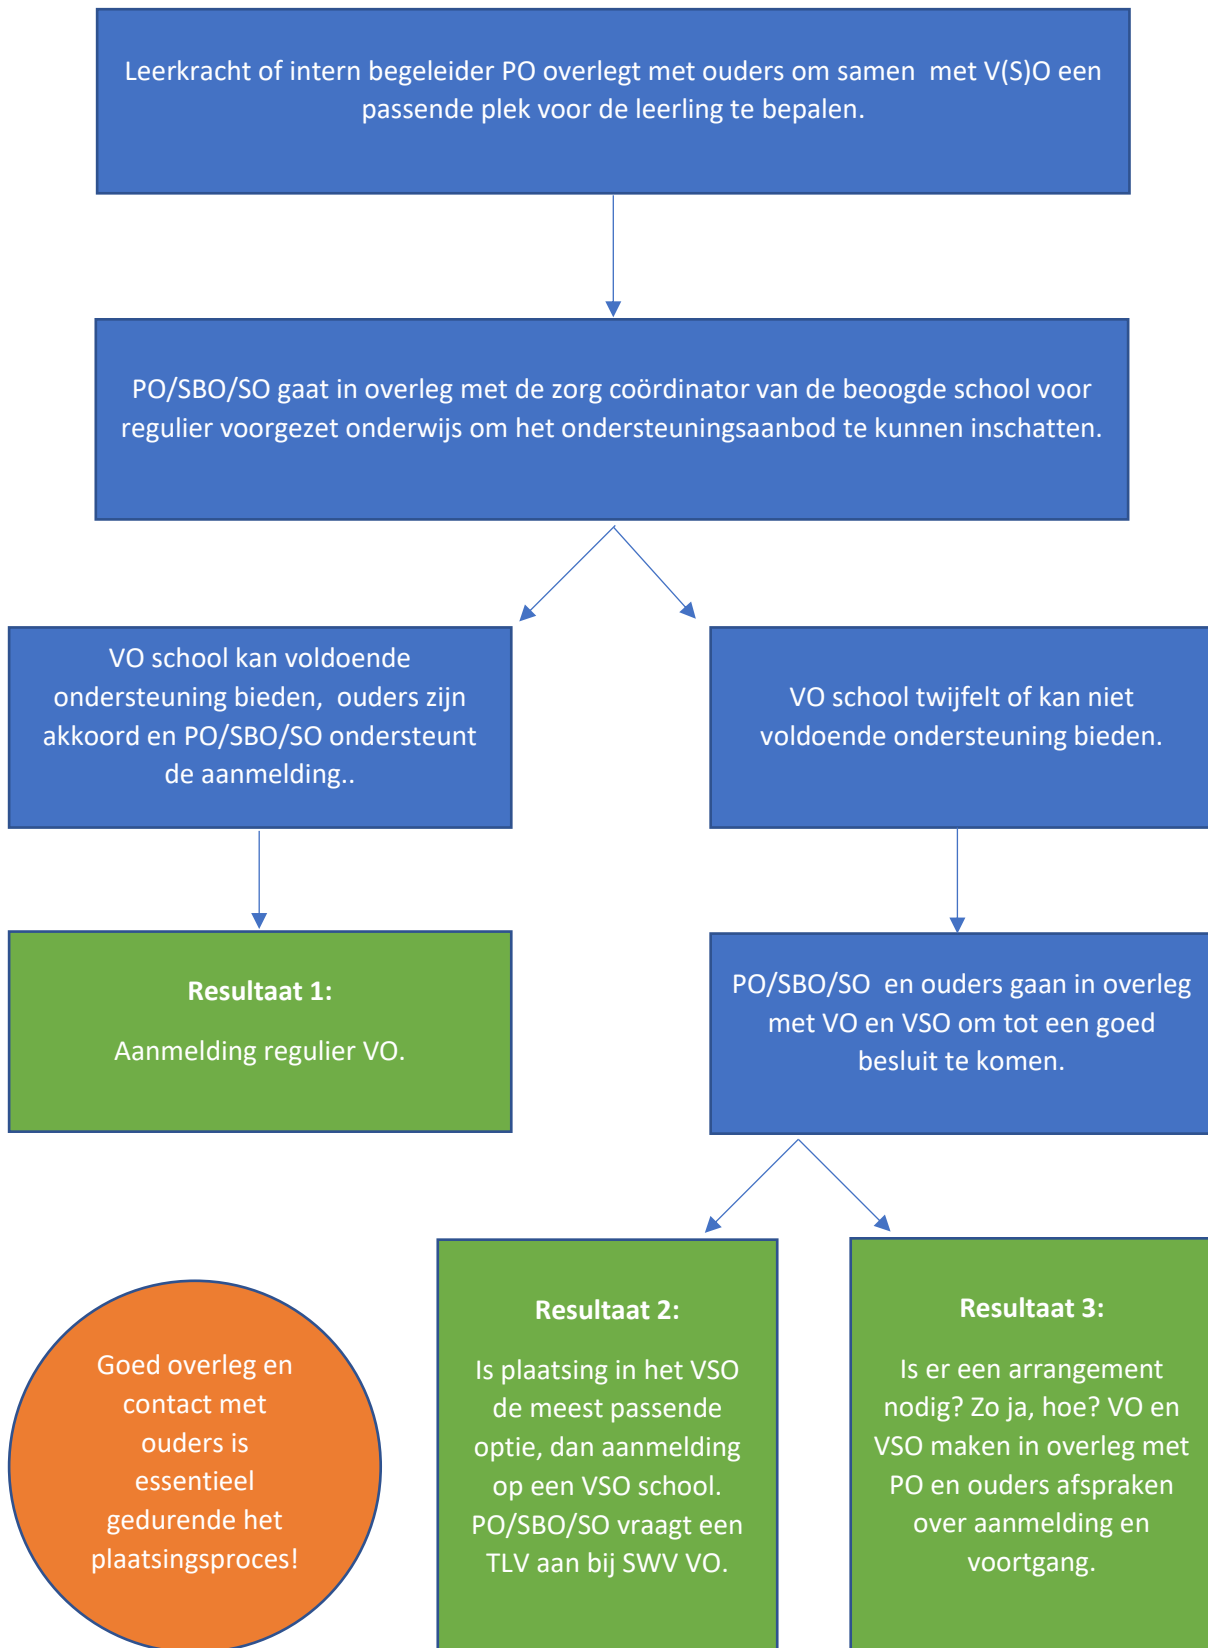 Leerkracht of intern begeleider PO overlegt met ouders om samen  met V(S)O een
passende plek voor de leerling te bepalen.
PO/SBO/SO gaat in overleg met de zorg coördinator van de beoogde school voor
regulier voorgezet onderwijs om het ondersteuningsaanbod te kunnen inschatten.
VO school kan voldoende
ondersteuning bieden,  ouders zijn
akkoord en PO/SBO/SO ondersteunt
de aanmelding..
VO school twijfelt of kan niet
voldoende ondersteuning bieden.
Resultaat 1:
Aanmelding regulier VO.
PO/SBO/SO  en ouders gaan in overleg
met VO en VSO om tot een goed
besluit te komen.
Goed overleg en
contact met
ouders is
essentieel
gedurende het
plaatsingsproces!
Resultaat 2:
Is plaatsing in het VSO
de meest passende
optie, dan aanmelding
op een VSO school.
PO/SBO/SO vraagt een
TLV aan bij SWV VO.
Resultaat 3:
Is er een arrangement
nodig? Zo ja, hoe? VO en
VSO maken in overleg met
PO en ouders afspraken
over aanmelding en
voortgang.